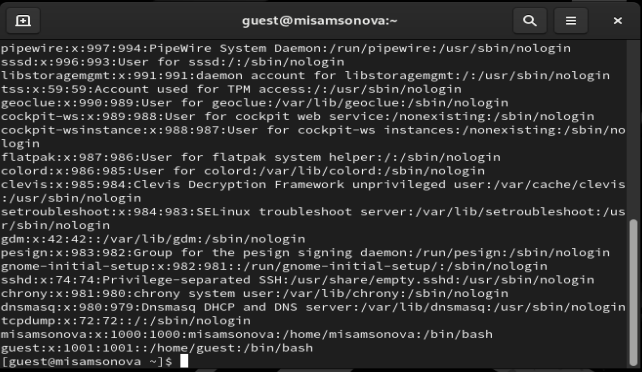 guest@misamsonova:~
pipewire:x:997:994:PipeWire System Daemon:/run/pipewire:/usr/sbin/nologin
sssd:x:996:993:User for sssd:/:/sbin/nologin
libstoragemgmt:x:991:991:daemon account for libstoragemgmt:/:/usr/sbin/nologin
tss:x:59:59:Account used for TPM access:/:/usr/sbin/nologin
geoclue:x:990:989:User for geoclue:/var/lib/geoclue:/sbin/nologin
cockpit-ws:x:989:988:User for cockpit web service:/nonexisting:/sbin/nologin
cockpit-wsinstance:x:988:987:User for cockpit-ws instances:/nonexisting:/sbin/no
login
flatpak:x:987:986:User for flatpak system helper:/:/sbin/nologin
colord:x:986:985:User for colord:/var/lib/colord:/sbin/nologin
clevis:x:985:984:Clevis Decryption Framework unprivileged user:/var/cache/clevis
:/usr/sbin/nologin
setroubleshoot:x:984:983:SELinux troubleshoot server:/var/lib/setroubleshoot:/us
r/sbin/nologin
gdm:x:42:42::/var/lib/gdm:/sbin/nologin
pesign:x:983:982:Group for the pesign signing daemon:/run/pesign:/sbin/nologin
gnome-initial-setup:x:982:981::/run/gnome-initial-setup/:/sbin/nologin
sshd:x:74:74:Privilege-separated SSH:/usr/share/empty.sshd:/usr/sbin/nologin
chrony:x:981:980:chrony system user:/var/lib/chrony:/sbin/nologin
dnsmasq:x:980:979:Dnsmasq DHCP and DNS server:/var/lib/dnsmasq:/usr/sbin/nologin
tcpdump:x:72:72::/:/sbin/nologin
misamsonova:x:1000:1000:misamsonova:/home/misamsonova:/bin/bash
guest:x:1001:1001::/home/guest:/bin/bash
[guest@misamsonova ~]$